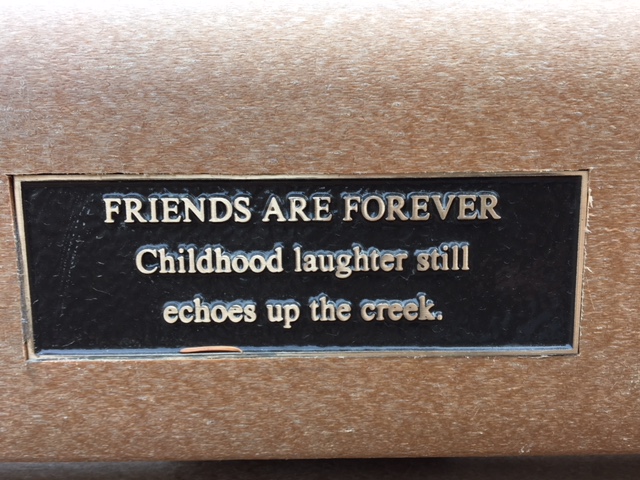 FRIENDS ARE FOREVER
Childhood laughter still
echoes up the creek.